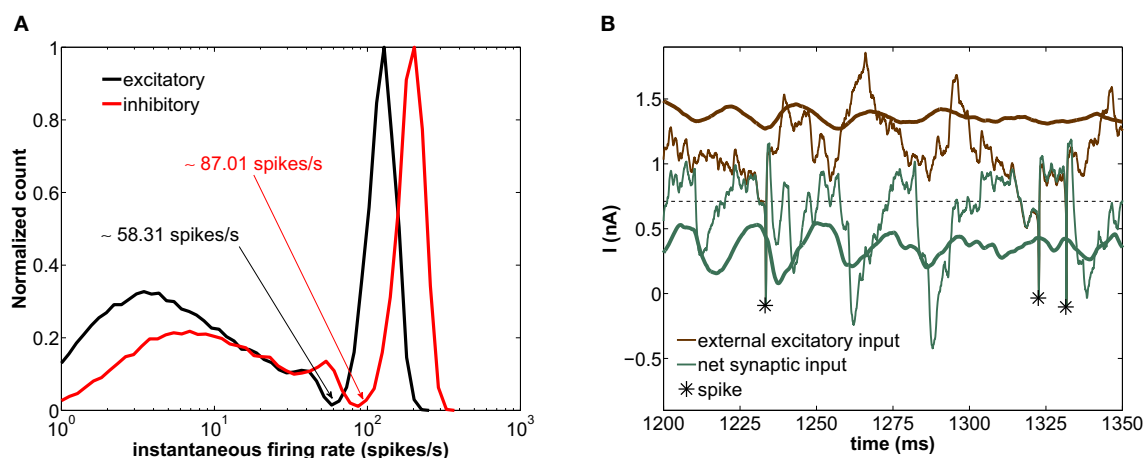 A
excitatory
inhibitory
~ 87.01 spikes/s
~ 58.31 spikes/s
Normalized count
1
0.8
0.6
0.4
0.2
0
10^0
10^1
10^2
10^3
instantaneous firing rate (spikes/s)
B
I (nA)
1.5
1
0.5
0
−0.5
external excitatory input
net synaptic input
spike
1200 1225 1250 1275 1300 1325 1350
time (ms)